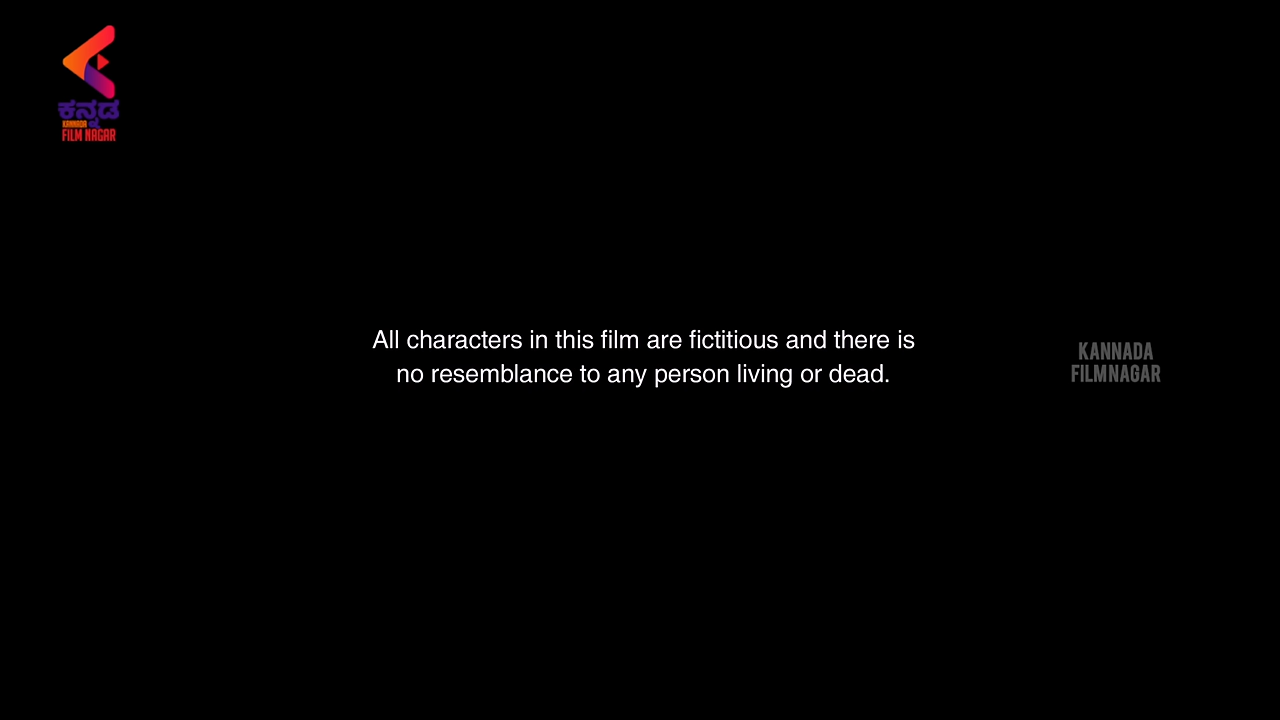 ಕನ್ನಡ
KANNADA
FILM NAGAR
All characters in this film are fictitious and there is
no resemblance to any person living or dead.
KANNADA
FILMNAGAR